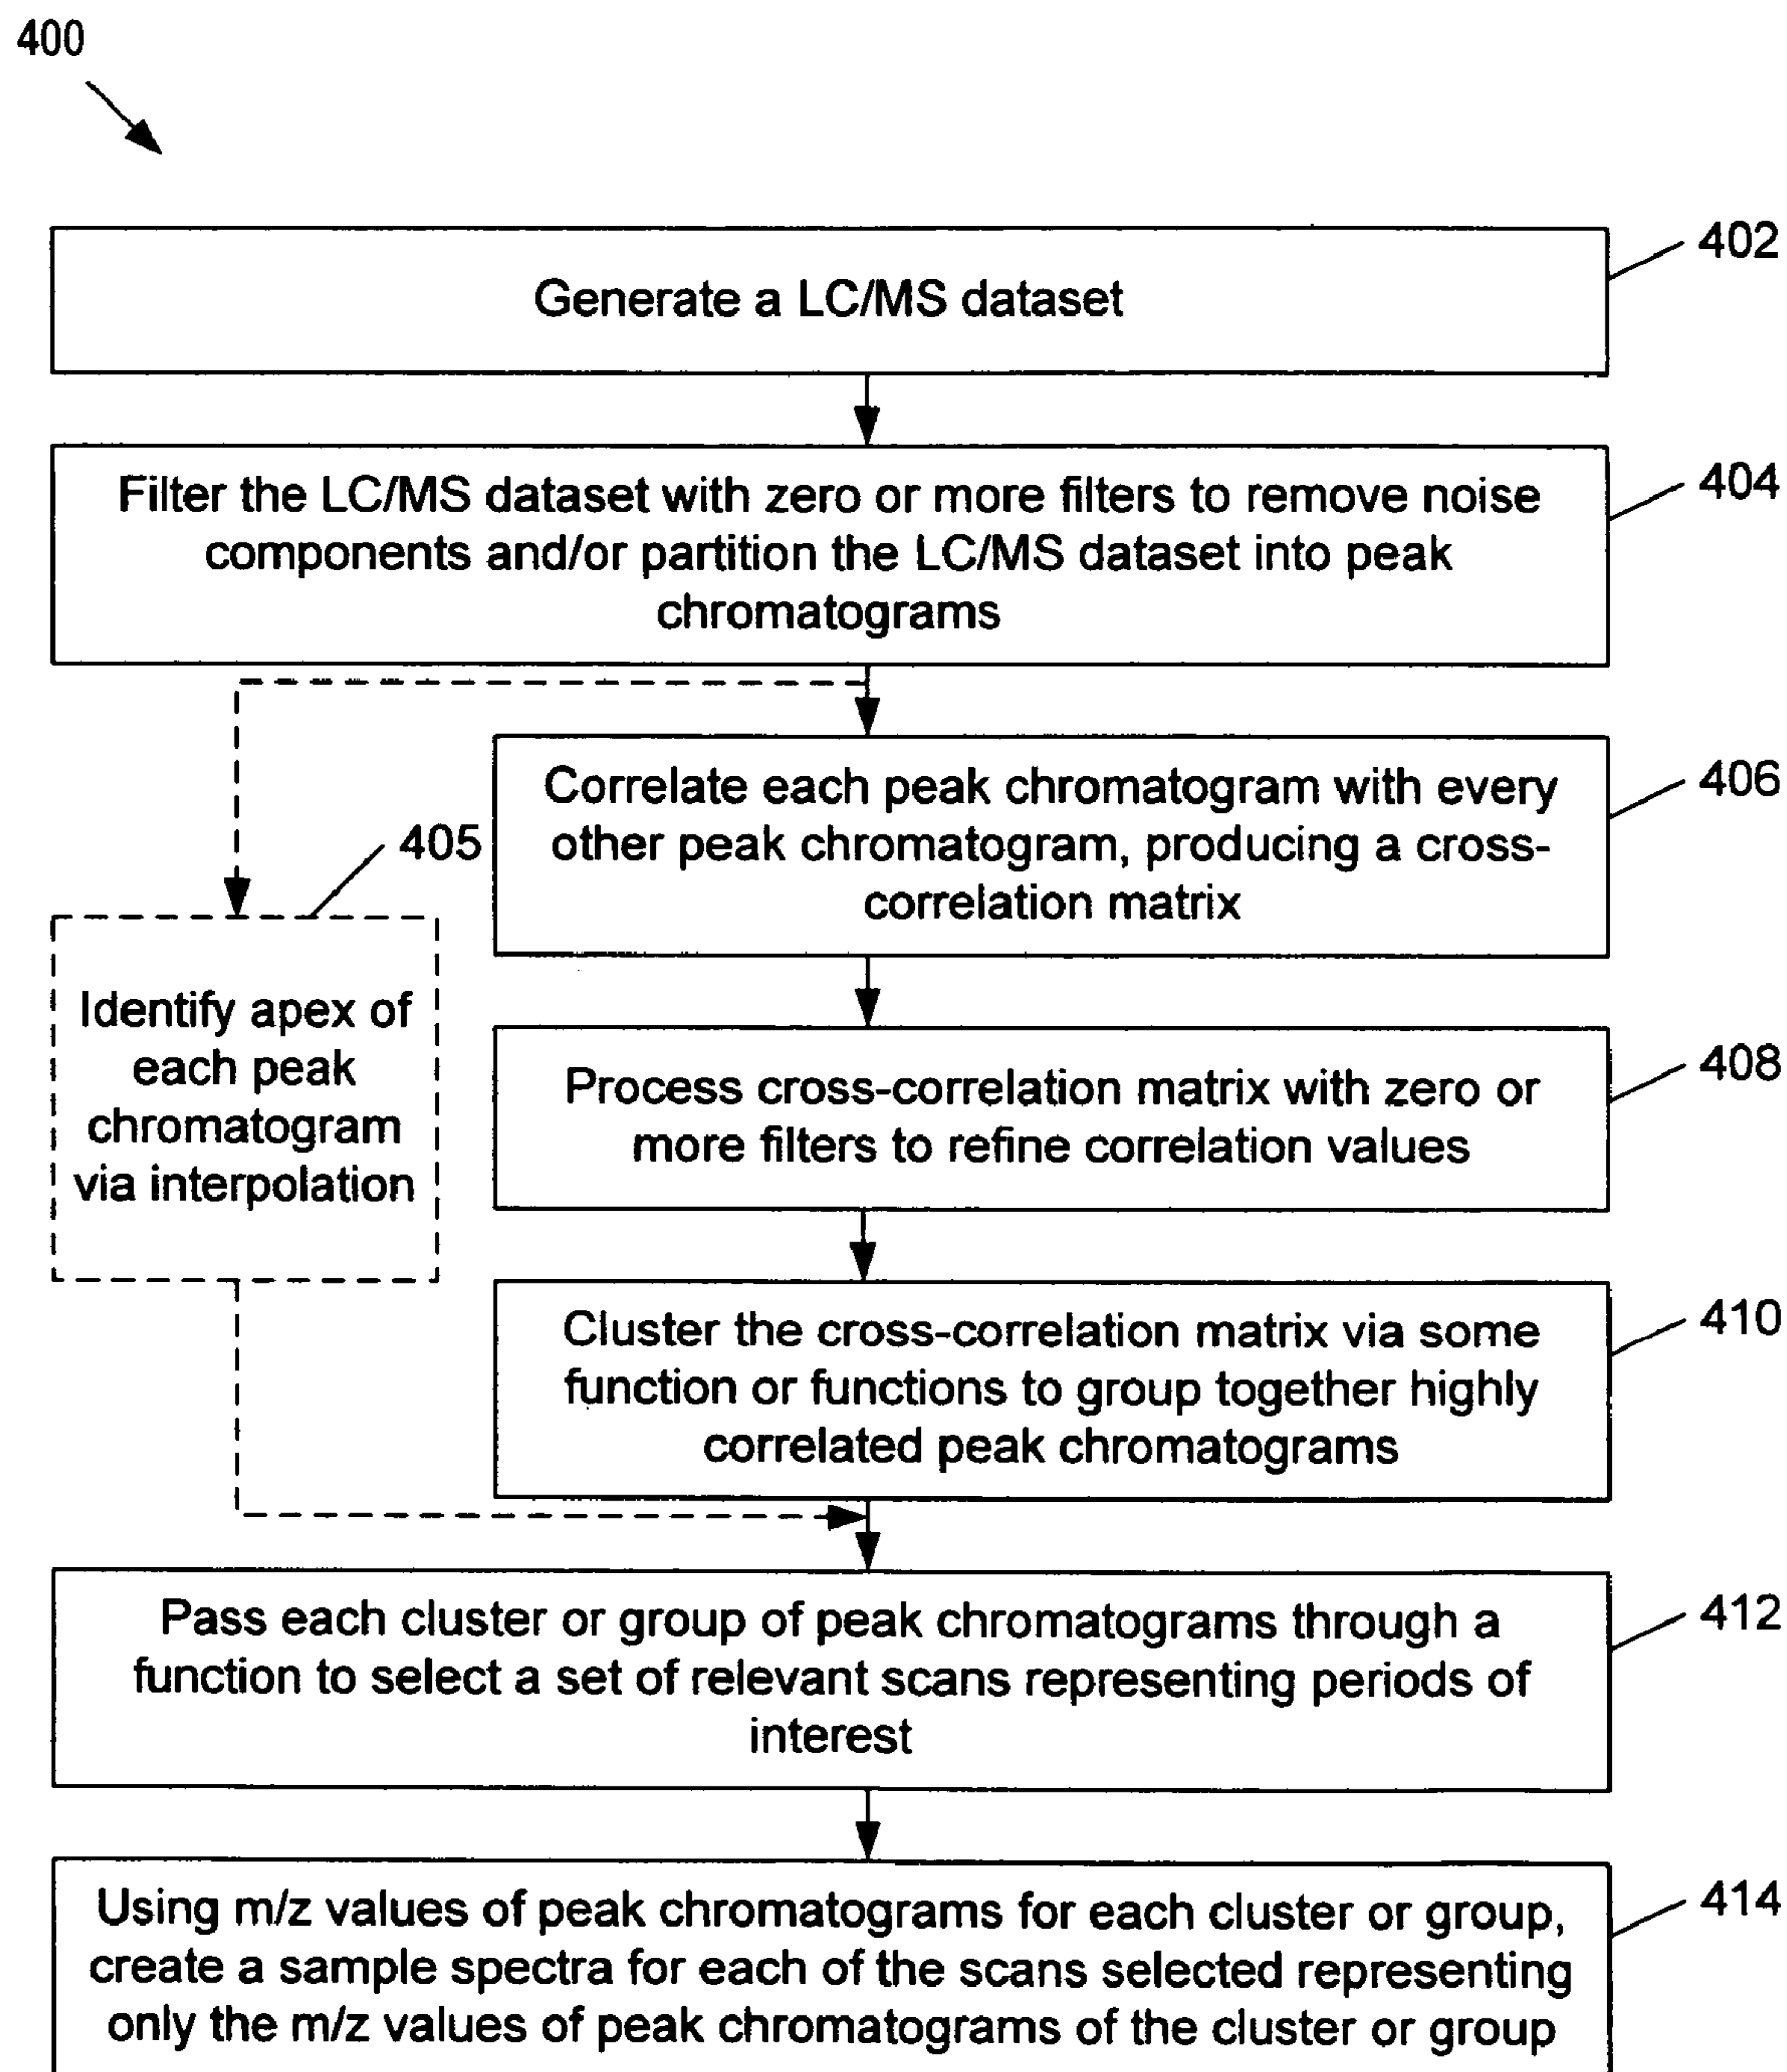 400
402
Generate a LC/MS dataset
404
Filter the LC/MS dataset with zero or more filters to remove noise
components and/or partition the LC/MS dataset into peak
chromatograms
406
Correlate each peak chromatogram with every
other peak chromatogram, producing a cross-
correlation matrix
405
Identify apex of
each peak
chromatogram
via interpolation
408
Process cross-correlation matrix with zero or
more filters to refine correlation values
410
Cluster the cross-correlation matrix via some
function or functions to group together highly
correlated peak chromatograms
412
Pass each cluster or group of peak chromatograms through a
function to select a set of relevant scans representing periods of
interest
414
Using m/z values of peak chromatograms for each cluster or group,
create a sample spectra for each of the scans selected representing
only the m/z values of peak chromatograms of the cluster or group